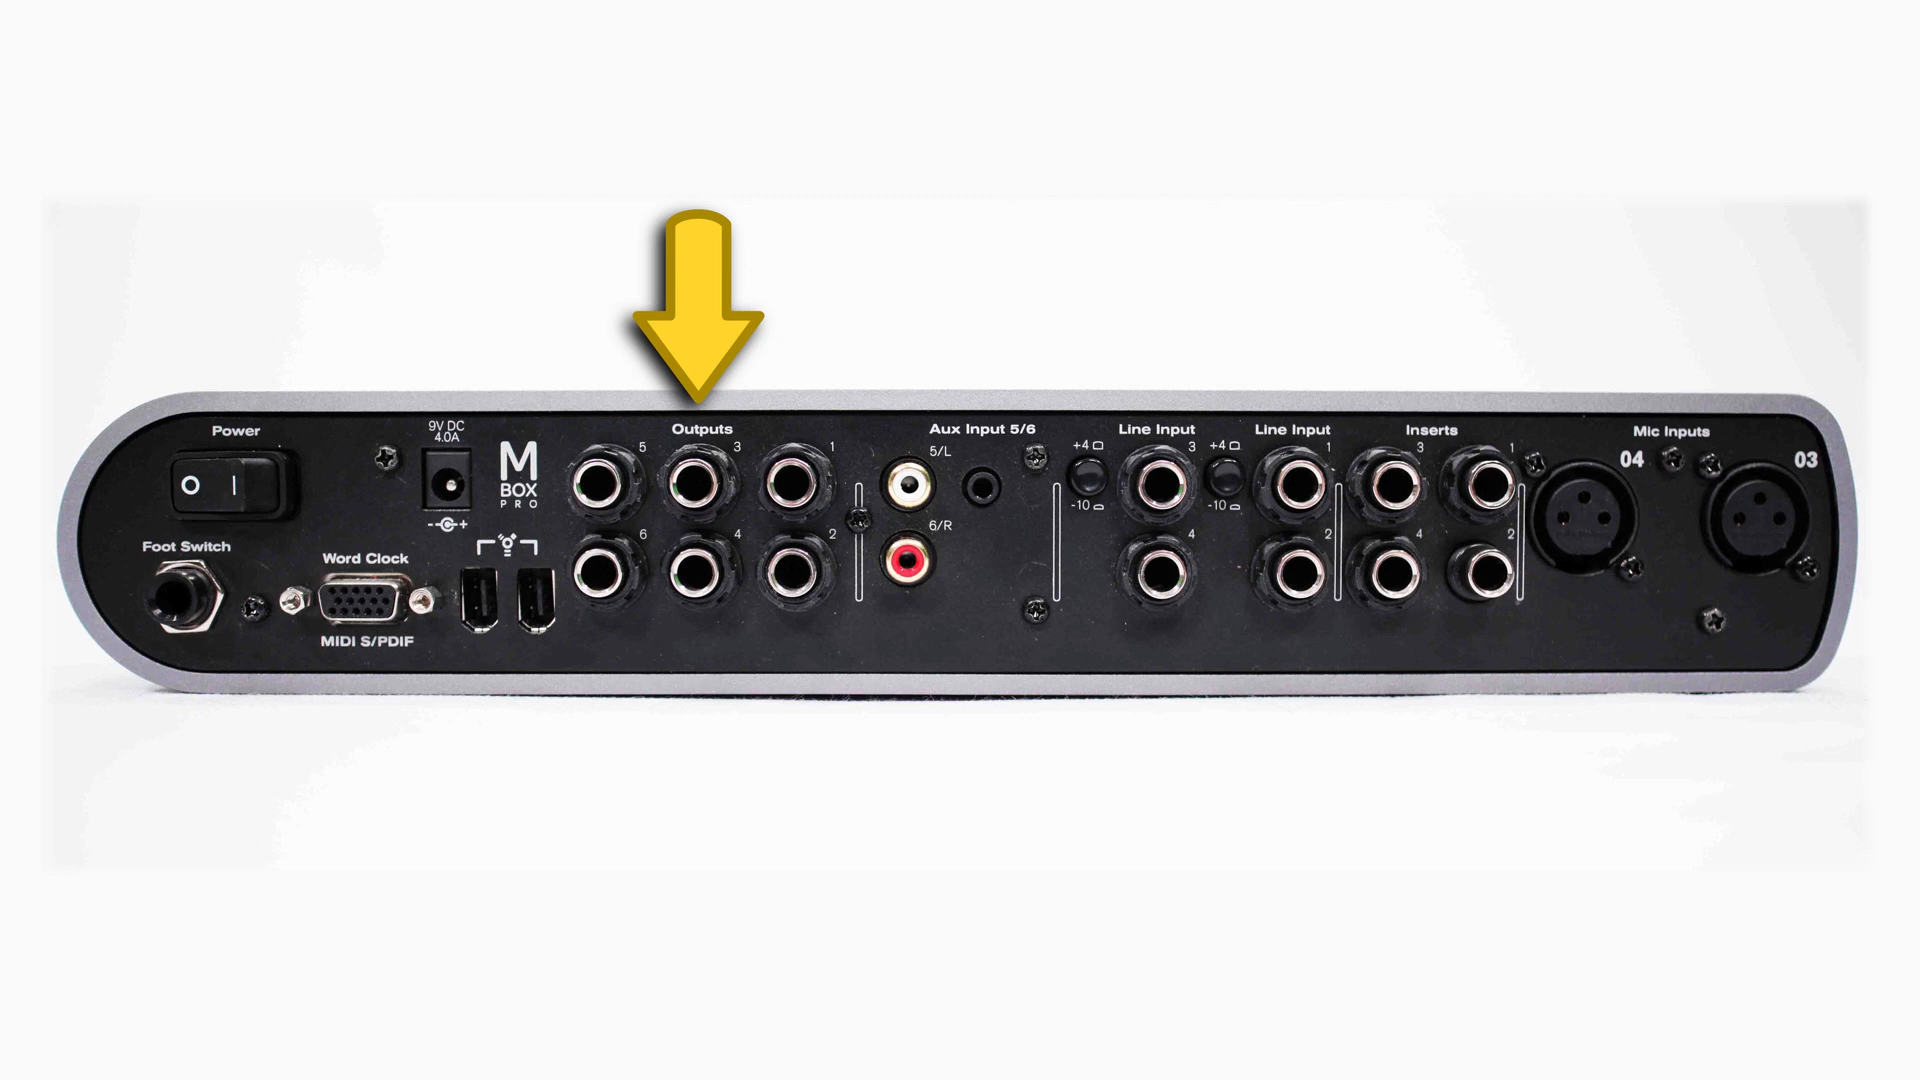 Power
O I
Foot Switch
Word Clock
MIDI S/PDIF
9V DC
4.0A
- +
M
BOX
PRO
Outputs
5 3 1
6 4 2
Aux Input 5/6
5/L
6/R
+4
-10
Line Input
3
4
+4
-10
Line Input
1
2
Inserts
3 1
4 2
Mic Inputs
04 03